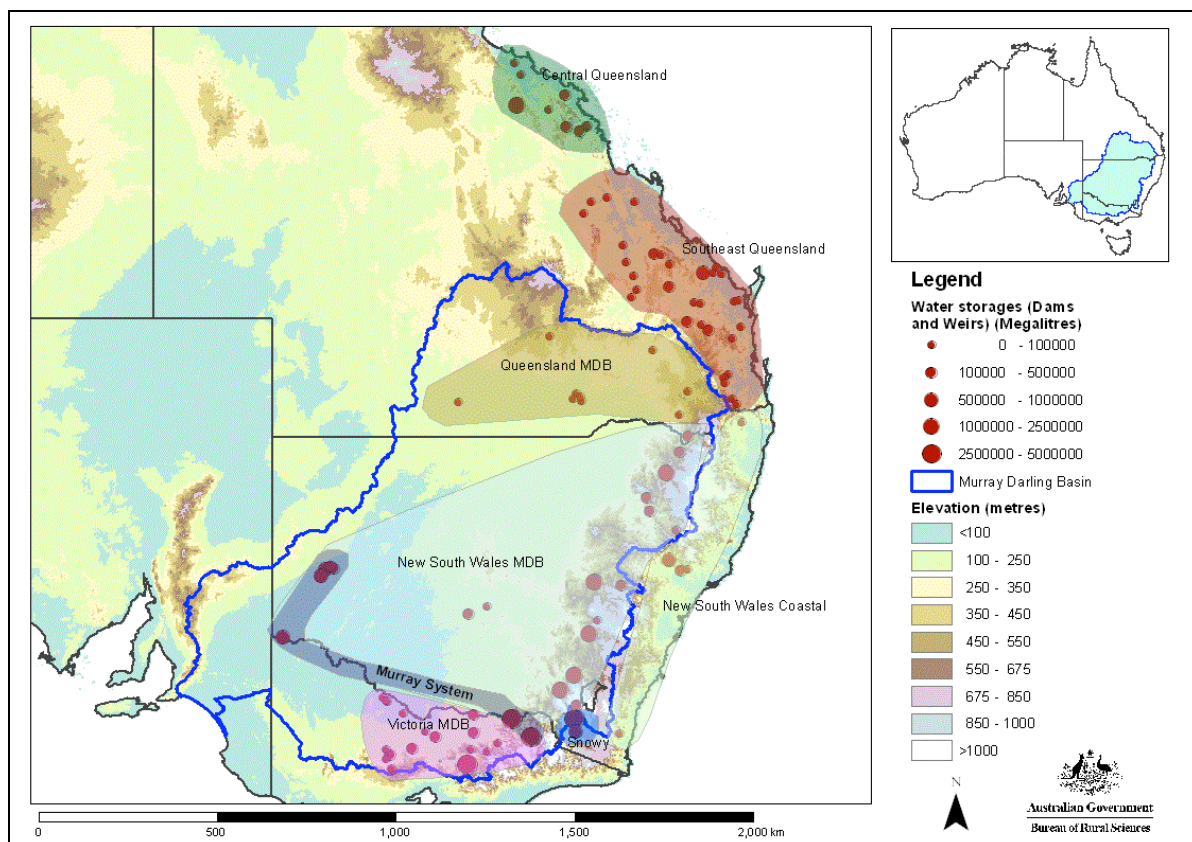 Central Queensland
Southeast Queensland
Queensland MDB
New South Wales MDB
New South Wales Coastal
Murray System
Victoria MDB
Snowy
0 500 1,000 1,500 2,000 km
Legend
Water storages (Dams
and Weirs) (Megalitres)
0 - 100000
100000 - 500000
500000 - 1000000
1000000 - 2500000
2500000 - 5000000
Murray Darling Basin
Elevation (metres)
<100
100 - 250
250 - 350
350 - 450
450 - 550
550 - 675
675 - 850
850 - 1000
>1000
N
Australian Government
Bureau of Rural Sciences